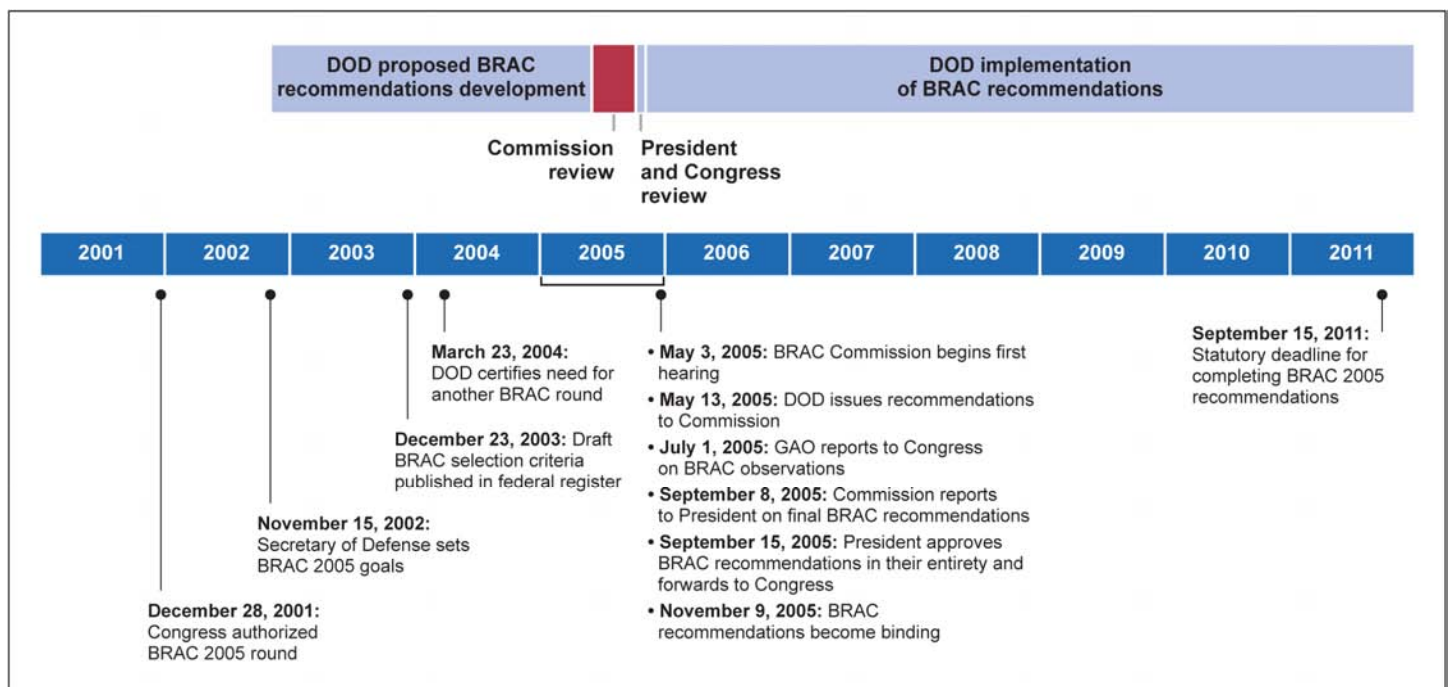 DOD proposed BRAC
recommendations development
DOD implementation
of BRAC recommendations
Commission
review
President
and Congress
review
2001
2002
2003
2004
2005
2006
2007
2008
2009
2010
2011
March 23, 2004:
DOD certifies need for
another BRAC round
December 23, 2003: Draft
BRAC selection criteria
published in federal register
November 15, 2002:
Secretary of Defense sets
BRAC 2005 goals
December 28, 2001:
Congress authorized
BRAC 2005 round
• May 3, 2005: BRAC Commission begins first
hearing
• May 13, 2005: DOD issues recommendations
to Commission
• July 1, 2005: GAO reports to Congress
on BRAC observations
• September 8, 2005: Commission reports
to President on final BRAC recommendations
• September 15, 2005: President approves
BRAC recommendations in their entirety and
forwards to Congress
• November 9, 2005: BRAC
recommendations become binding
September 15, 2011:
Statutory deadline for
completing BRAC 2005
recommendations